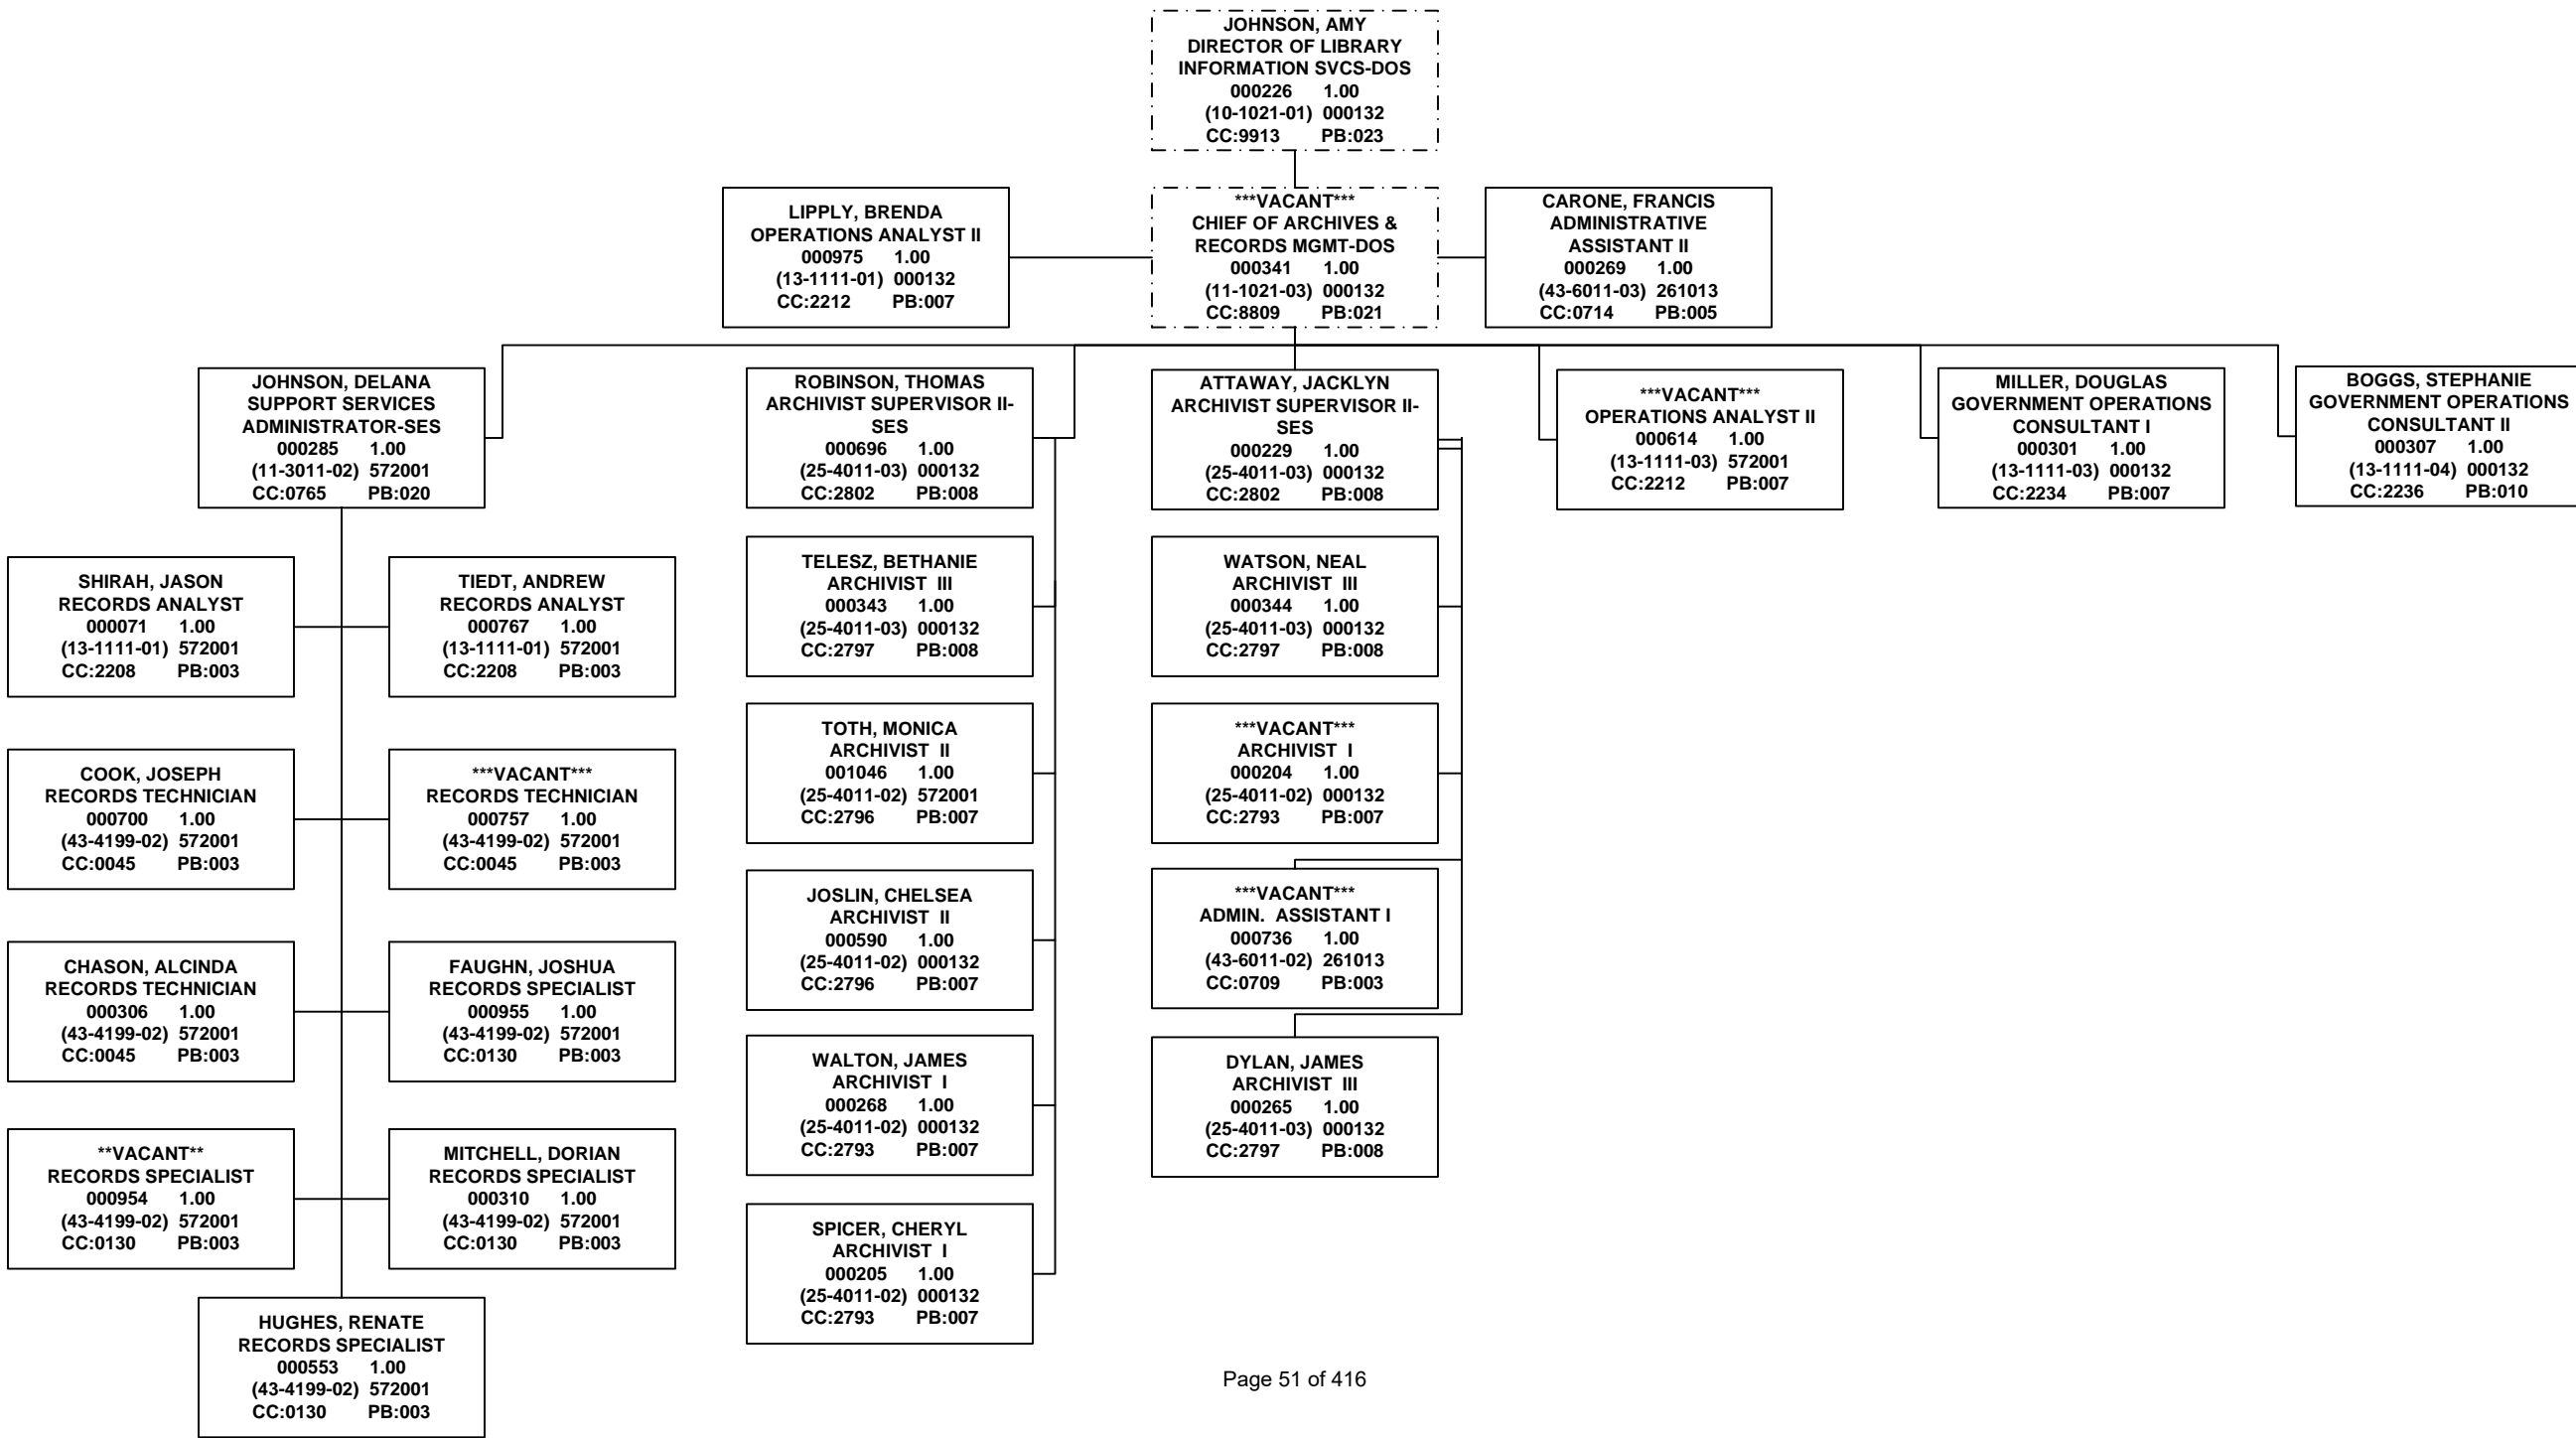 JOHNSON, AMY
DIRECTOR OF LIBRARY
INFORMATION SVCS-DOS
000226 1.00
(10-1021-01) 000132
CC:9913 PB:023
LIPPLY, BRENDA
OPERATIONS ANALYST II
000975 1.00
(13-1111-01) 000132
CC:2212 PB:007
***VACANT***
CHIEF OF ARCHIVES &
RECORDS MGMT-DOS
000341 1.00
(11-1021-03) 000132
CC:8809 PB:021
CARONE, FRANCIS
ADMINISTRATIVE
ASSISTANT II
000269 1.00
(43-6011-03) 261013
CC:0714 PB:005
JOHNSON, DELANA
SUPPORT SERVICES
ADMINISTRATOR-SES
000285 1.00
(11-3011-02) 572001
CC:0765 PB:020
ROBINSON, THOMAS
ARCHIVIST SUPERVISOR II-
SES
000696 1.00
(25-4011-03) 000132
CC:2802 PB:008
ATTAWAY, JACKLYN
ARCHIVIST SUPERVISOR II-
SES
000229 1.00
(25-4011-03) 000132
CC:2802 PB:008
***VACANT***
OPERATIONS ANALYST II
000614 1.00
(13-1111-03) 572001
CC:2212 PB:007
MILLER, DOUGLAS
GOVERNMENT OPERATIONS
CONSULTANT I
000301 1.00
(13-1111-03) 000132
CC:2234 PB:007
BOGGS, STEPHANIE
GOVERNMENT OPERATIONS
CONSULTANT II
000307 1.00
(13-1111-04) 000132
CC:2236 PB:010
SHIRAH, JASON
RECORDS ANALYST
000071 1.00
(13-1111-01) 572001
CC:2208 PB:003
TIEDT, ANDREW
RECORDS ANALYST
000767 1.00
(13-1111-01) 572001
CC:2208 PB:003
COOK, JOSEPH
RECORDS TECHNICIAN
000700 1.00
(43-4199-02) 572001
CC:0045 PB:003
***VACANT***
RECORDS TECHNICIAN
000757 1.00
(43-4199-02) 572001
CC:0045 PB:003
CHASON, ALCINDA
RECORDS TECHNICIAN
000306 1.00
(43-4199-02) 572001
CC:0045 PB:003
FAUGHN, JOSHUA
RECORDS SPECIALIST
000955 1.00
(43-4199-02) 572001
CC:0130 PB:003
**VACANT**
RECORDS SPECIALIST
000954 1.00
(43-4199-02) 572001
CC:0130 PB:003
MITCHELL, DORIAN
RECORDS SPECIALIST
000310 1.00
(43-4199-02) 572001
CC:0130 PB:003
HUGHES, RENATE
RECORDS SPECIALIST
000553 1.00
(43-4199-02) 572001
CC:0130 PB:003
TELESZ, BETHANIE
ARCHIVIST III
000343 1.00
(25-4011-03) 000132
CC:2797 PB:008
TOTH, MONICA
ARCHIVIST II
001046 1.00
(25-4011-02) 572001
CC:2796 PB:007
JOSLIN, CHELSEA
ARCHIVIST II
000590 1.00
(25-4011-02) 000132
CC:2796 PB:007
WALTON, JAMES
ARCHIVIST I
000268 1.00
(25-4011-02) 000132
CC:2793 PB:007
SPICER, CHERYL
ARCHIVIST I
000205 1.00
(25-4011-02) 000132
CC:2793 PB:007
WATSON, NEAL
ARCHIVIST III
000344 1.00
(25-4011-03) 000132
CC:2797 PB:008
***VACANT***
ARCHIVIST I
000204 1.00
(25-4011-02) 000132
CC:2793 PB:007
***VACANT***
ADMIN. ASSISTANT I
000736 1.00
(43-6011-02) 261013
CC:0709 PB:003
DYLAN, JAMES
ARCHIVIST III
000265 1.00
(25-4011-03) 000132
CC:2797 PB:008
Page 51 of 416